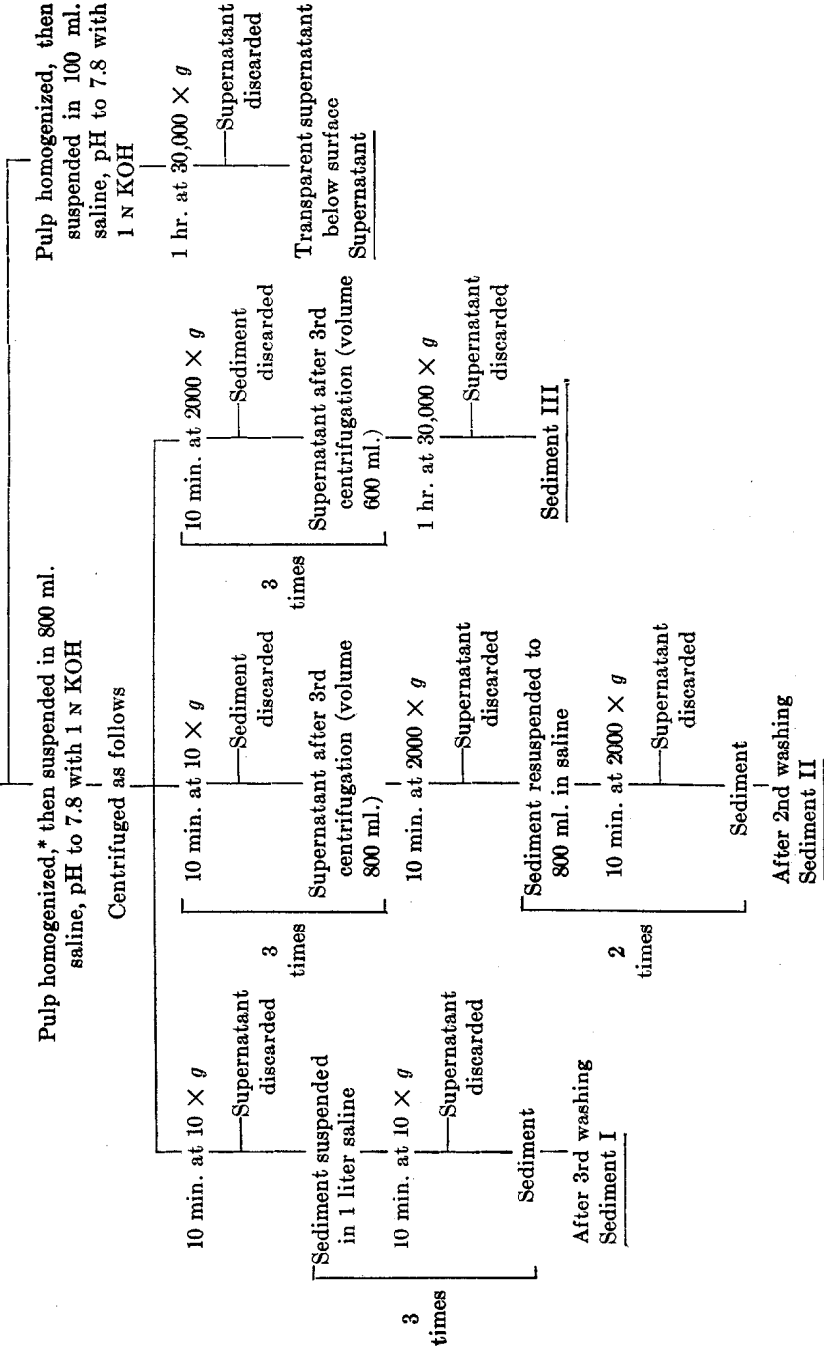 Pulp homogenized,* then suspended in 800 ml.
saline, pH to 7.8 with 1 N KOH
Centrifuged as follows
10 min. at 10 × g
Supernatant
discarded
Sediment suspended
in 1 liter saline
10 min. at 10 × g
Supernatant
discarded
Sediment
3
times
After 3rd washing
Sediment I
10 min. at 10 × g
Sediment
discarded
Supernatant after 3rd
centrifugation (volume
800 ml.)
3
times
10 min. at 2000 × g
Supernatant
discarded
Sediment resuspended to
800 ml. in saline
10 min. at 2000 × g
Supernatant
discarded
Sediment
2
times
After 2nd washing
Sediment II
10 min. at 2000 × g
Sediment
discarded
Supernatant after 3rd
centrifugation (volume
600 ml.)
3
times
1 hr. at 30,000 × g
Supernatant
discarded
Sediment III
Pulp homogenized, then
suspended in 100 ml.
saline, pH to 7.8 with
1 N KOH
1 hr. at 30,000 × g
Supernatant
discarded
Transparent supernatant
below surface
Supernatant